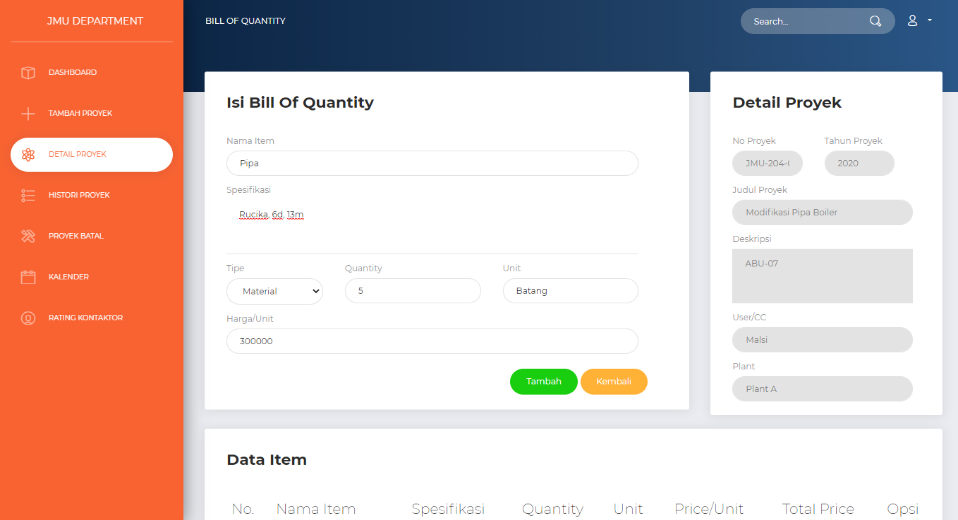 JMU DEPARTMENT
DASHBOARD
TAMBAH PROYEK
DETAIL PROYEK
HISTORI PROYEK
PROYEK BATAL
KALENDER
RATING KONTAKTOR
BILL OF QUANTITY
Search...
Isi Bill Of Quantity
Nama Item
Pipa
Spesifikasi
Rucika, 6d, 13m
Tipe Quantity Unit
Material 5 Batang
Harga/Unit
300000
Tambah Kembali
Detail Proyek
No Proyek Tahun Proyek
JMU-204- 2020
Judul Proyek
Modifikasi Pipa Boiler
Deskripsi
ABU-07
User/CC
Malsi
Plant
Plant A
Data Item
No. Nama Item Spesifikasi Quantity Unit Price/Unit Total Price Opsi